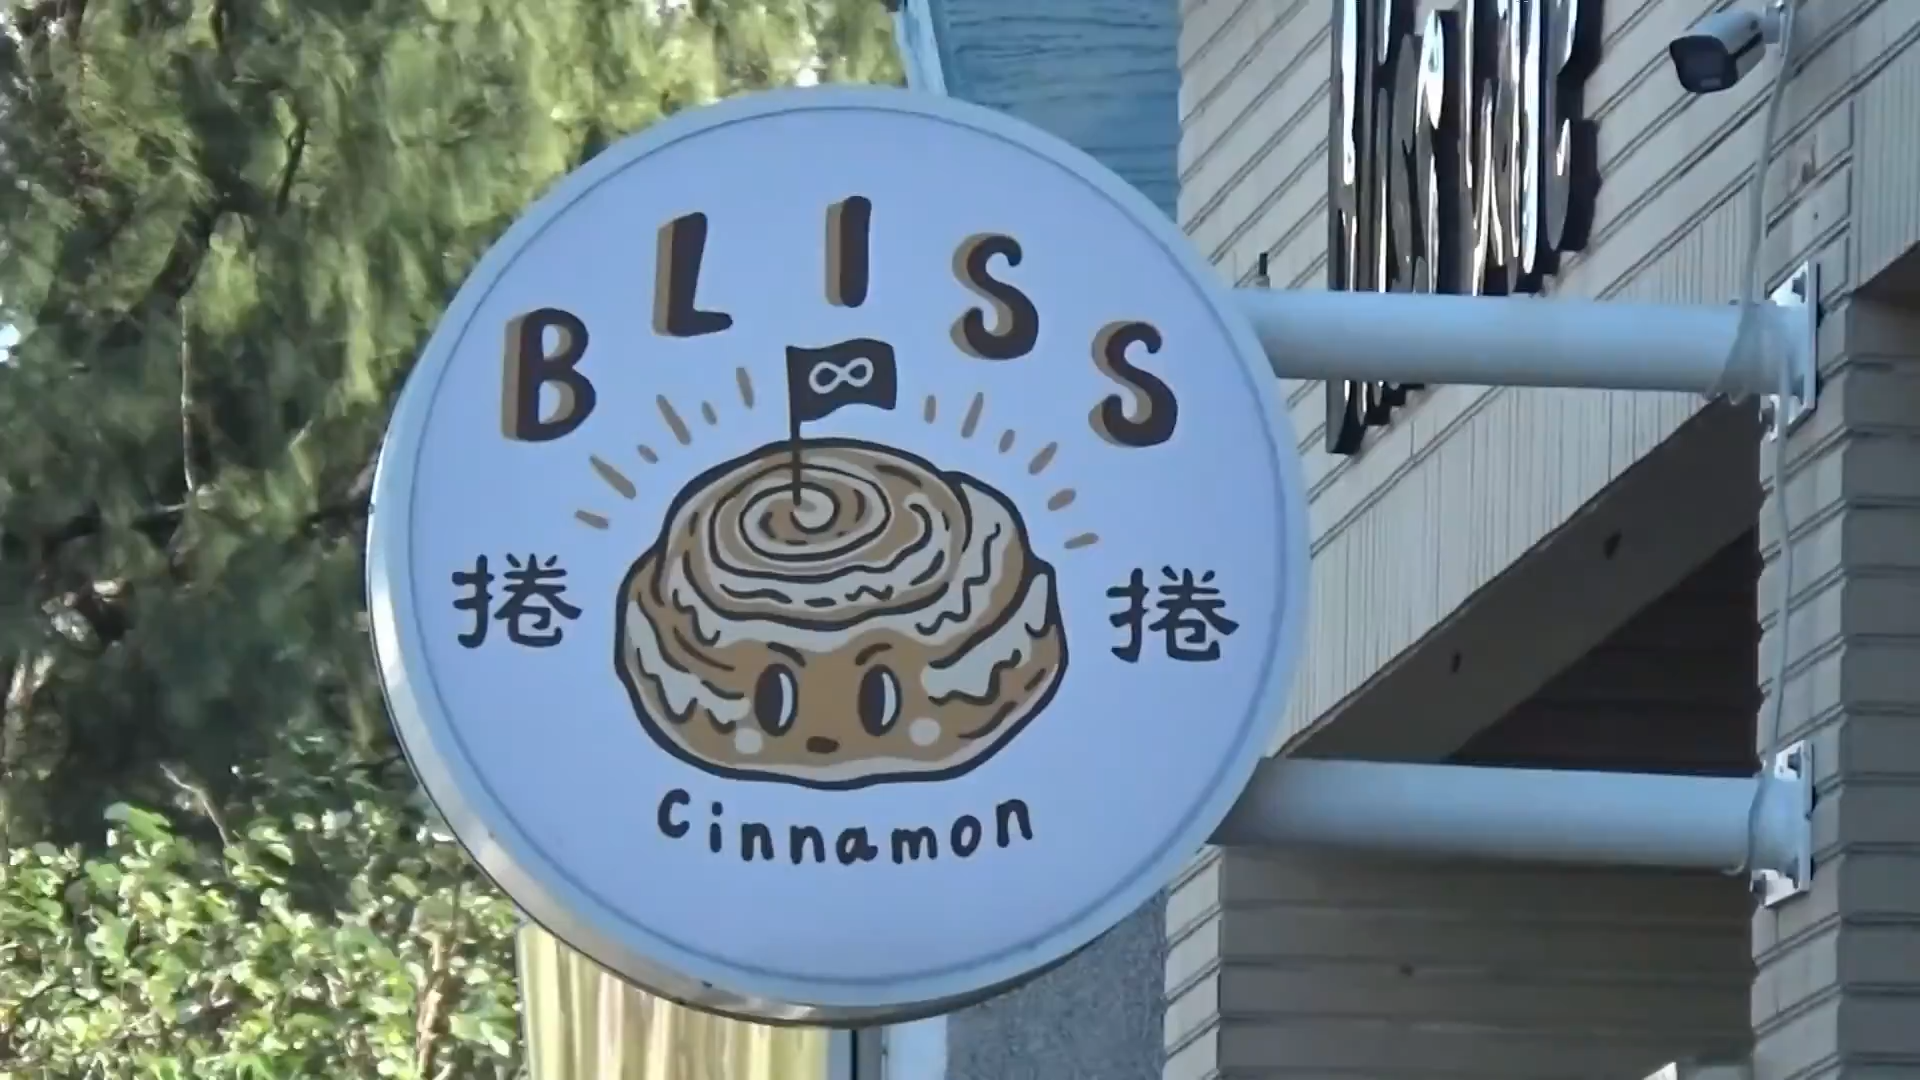 BLISS
∞
捲 捲
Cinnamon